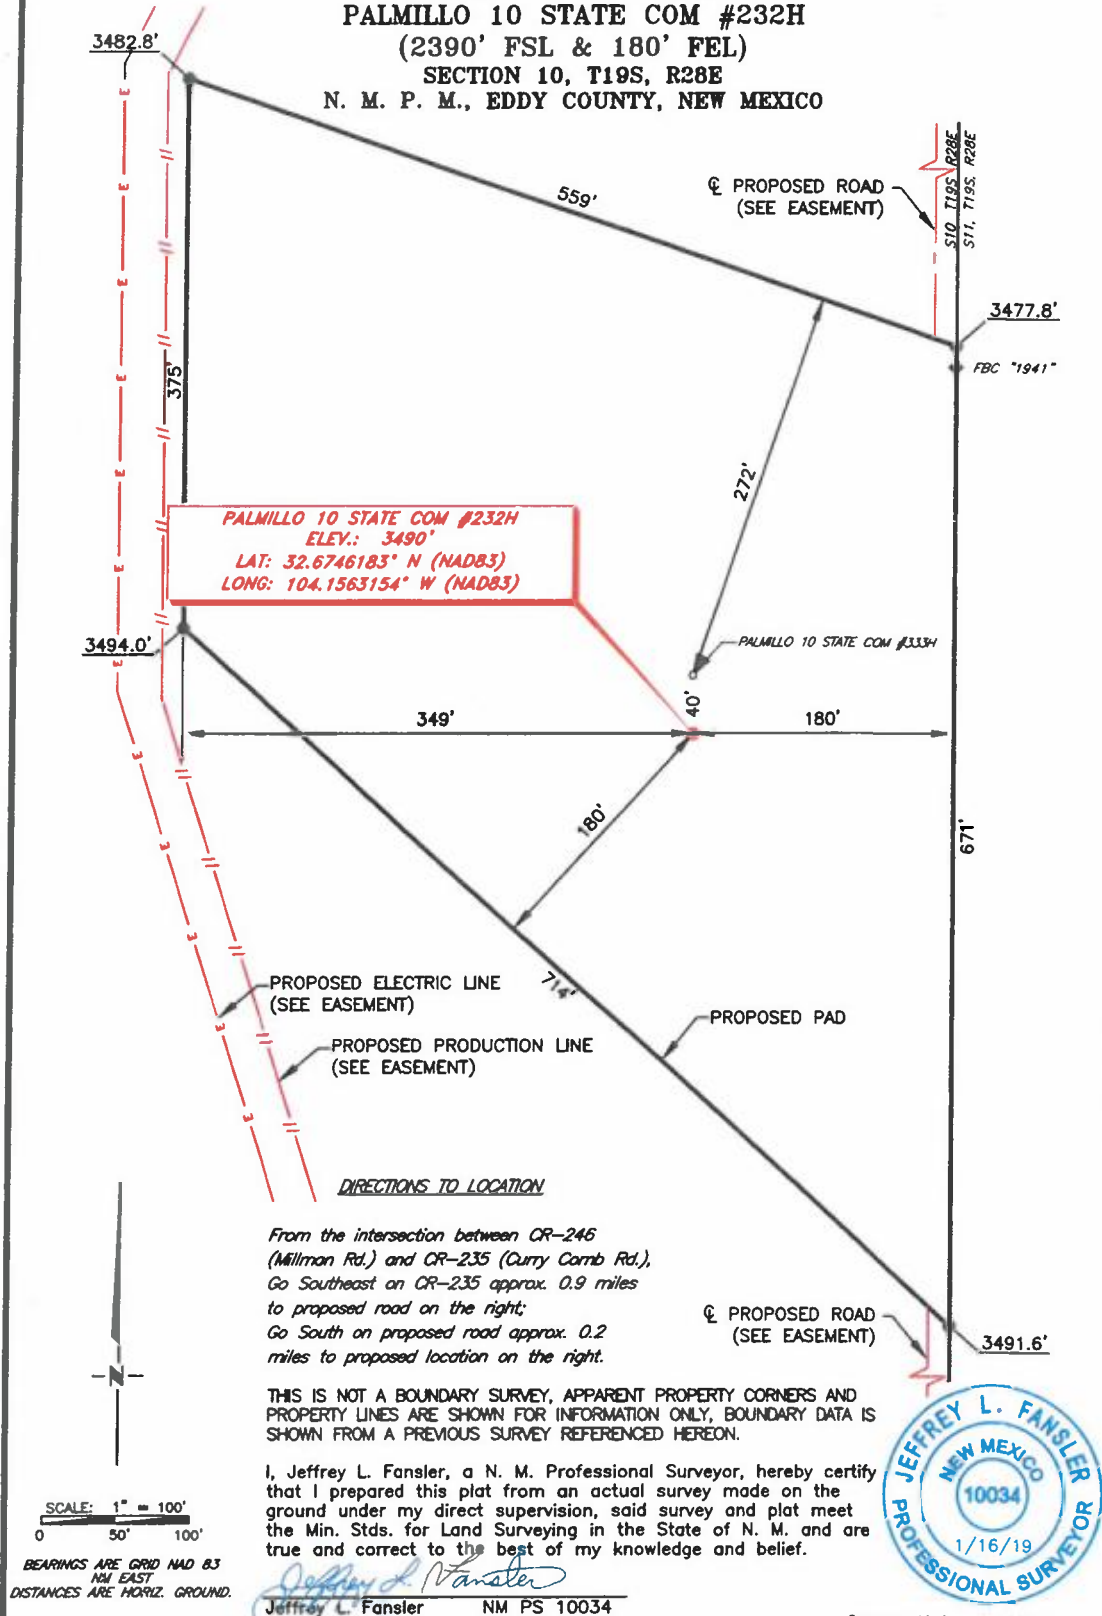 PALMILLO 10 STATE COM #232H
(2390' FSL & 180' FEL)
SECTION 10, T19S, R28E
N. M. P. M., EDDY COUNTY, NEW MEXICO
3482.8'
559'
℄ PROPOSED ROAD
(SEE EASEMENT)
S10 T19S R28E
S11, T19S, R28E
3477.8'
FBC "1941"
375'
272'
PALMILLO 10 STATE COM #232H
ELEV.: 3490'
LAT: 32.6746183° N (NAD83)
LONG: 104.1563154° W (NAD83)
3494.0'
PALMILLO 10 STATE COM #333H
40'
349'
180'
180'
671'
714'
PROPOSED ELECTRIC LINE
(SEE EASEMENT)
PROPOSED PAD
PROPOSED PRODUCTION LINE
(SEE EASEMENT)
DIRECTIONS TO LOCATION
From the intersection between CR-246
(Millman Rd.) and CR-235 (Curry Comb Rd.),
Go Southeast on CR-235 approx. 0.9 miles
to proposed road on the right;
Go South on proposed road approx. 0.2
miles to proposed location on the right.
℄ PROPOSED ROAD
(SEE EASEMENT)
3491.6'
N
THIS IS NOT A BOUNDARY SURVEY, APPARENT PROPERTY CORNERS AND
PROPERTY LINES ARE SHOWN FOR INFORMATION ONLY, BOUNDARY DATA IS
SHOWN FROM A PREVIOUS SURVEY REFERENCED HEREON.
I, Jeffrey L. Fansler, a N. M. Professional Surveyor, hereby certify
that I prepared this plat from an actual survey made on the
ground under my direct supervision, said survey and plat meet
the Min. Stds. for Land Surveying in the State of N. M. and are
true and correct to the best of my knowledge and belief.
JEFFREY L. FANSLER
NEW MEXICO
10034
1/16/19
PROFESSIONAL SURVEYOR
SCALE: 1" = 100'
0 50' 100'
BEARINGS ARE GRID NAD 83
NM EAST
DISTANCES ARE HORIZ. GROUND.
Jeffrey L. Fansler
Jeffrey L. Fansler NM PS 10034